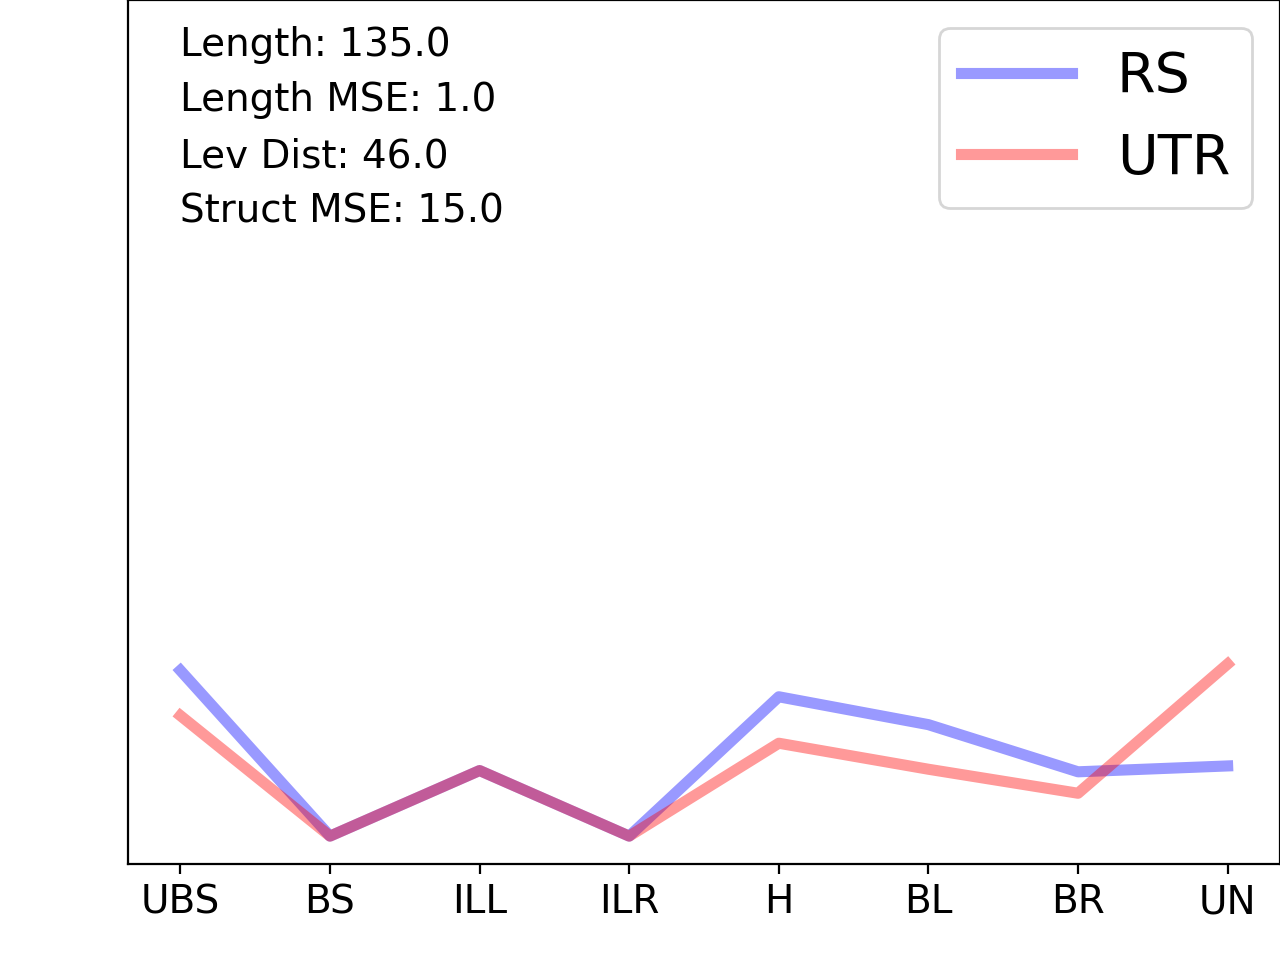 Length: 135.0
Length MSE: 1.0
Lev Dist: 46.0
Struct MSE: 15.0
RS
UTR
UBS BS ILL ILR H BL BR UN